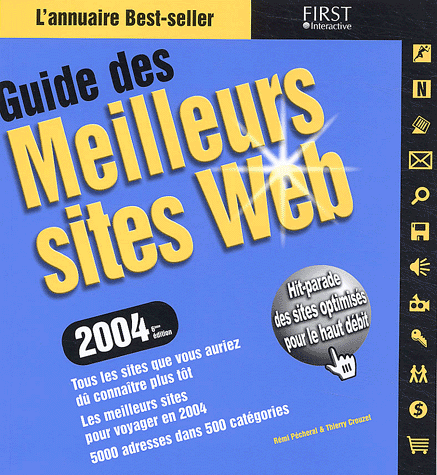 L'annuaire Best-seller
FIRST
Interactive
Guide des
Meilleurs
sites Web
N
Hit-parade
des sites optimisés
pour le haut débit
2004 6ème édition
Tous les sites que vous auriez
dû connaître plus tôt
Les meilleurs sites
pour voyager en 2004
5000 adresses dans 500 catégories
Rémi Pécheral & Thierry Crouzet
$